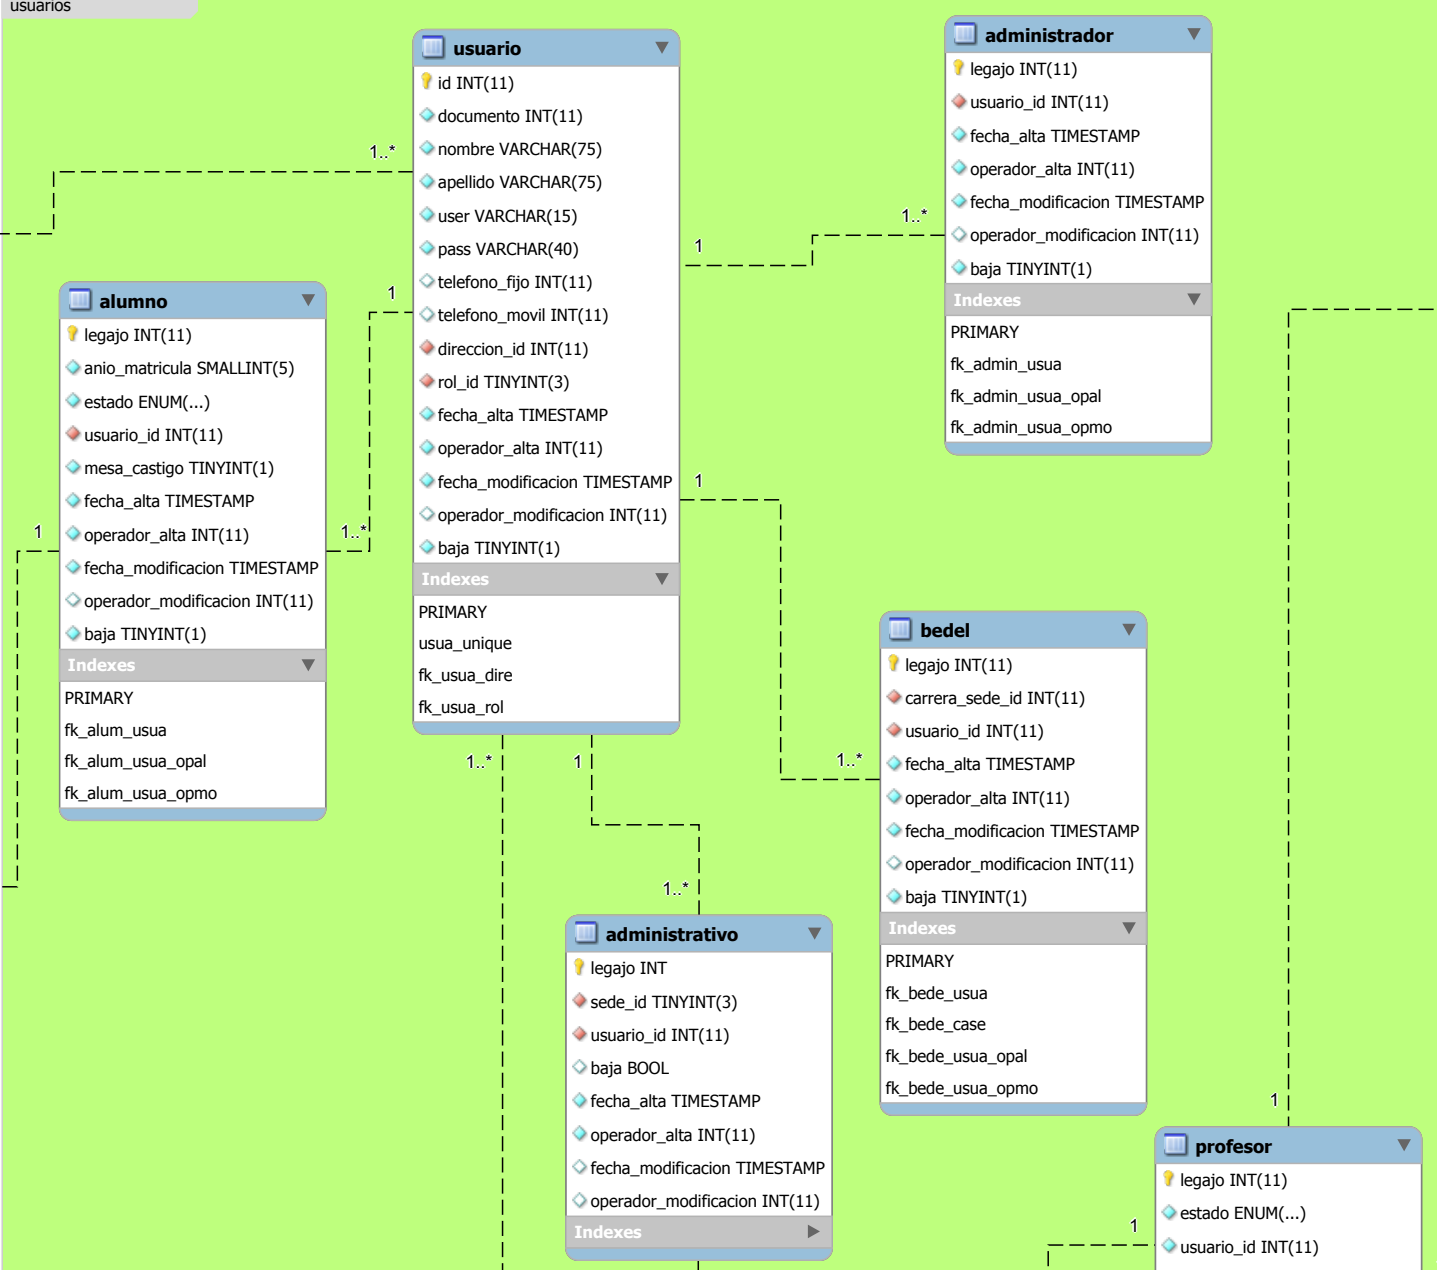 usuarios
usuario
id INT(11)
documento INT(11)
nombre VARCHAR(75)
apellido VARCHAR(75)
user VARCHAR(15)
pass VARCHAR(40)
telefono_fijo INT(11)
telefono_movil INT(11)
direccion_id INT(11)
rol_id TINYINT(3)
fecha_alta TIMESTAMP
operador_alta INT(11)
fecha_modificacion TIMESTAMP
operador_modificacion INT(11)
baja TINYINT(1)
Indexes
PRIMARY
usua_unique
fk_usua_dire
fk_usua_rol
administrador
legajo INT(11)
usuario_id INT(11)
fecha_alta TIMESTAMP
operador_alta INT(11)
fecha_modificacion TIMESTAMP
operador_modificacion INT(11)
baja TINYINT(1)
Indexes
PRIMARY
fk_admin_usua
fk_admin_usua_opal
fk_admin_usua_opmo
1..*
1
1..*
1
alumno
legajo INT(11)
anio_matricula SMALLINT(5)
estado ENUM(...)
usuario_id INT(11)
mesa_castigo TINYINT(1)
fecha_alta TIMESTAMP
operador_alta INT(11)
fecha_modificacion TIMESTAMP
operador_modificacion INT(11)
baja TINYINT(1)
Indexes
PRIMARY
fk_alum_usua
fk_alum_usua_opal
fk_alum_usua_opmo
1
1..*
1
1..*
1..*
1
1..*
bedel
legajo INT(11)
carrera_sede_id INT(11)
usuario_id INT(11)
fecha_alta TIMESTAMP
operador_alta INT(11)
fecha_modificacion TIMESTAMP
operador_modificacion INT(11)
baja TINYINT(1)
Indexes
PRIMARY
fk_bede_usua
fk_bede_case
fk_bede_usua_opal
fk_bede_usua_opmo
administrativo
legajo INT
sede_id TINYINT(3)
usuario_id INT(11)
baja BOOL
fecha_alta TIMESTAMP
operador_alta INT(11)
fecha_modificacion TIMESTAMP
operador_modificacion INT(11)
Indexes
1
1
profesor
legajo INT(11)
estado ENUM(...)
usuario_id INT(11)